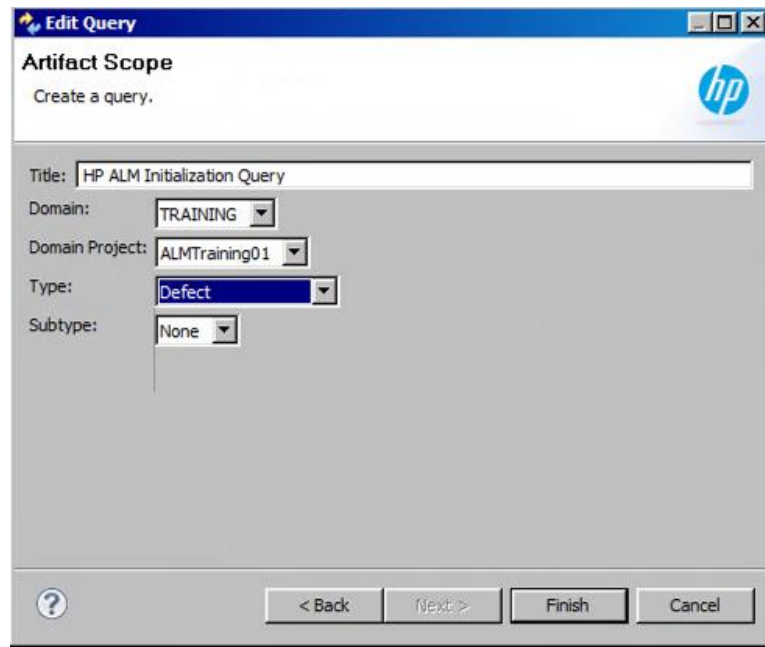 Edit Query
Artifact Scope
Create a query.
hp
Title: HP ALM Initialization Query
Domain: TRAINING
Domain Project: ALMTraining01
Type: Defect
Subtype: None
? < Back Next > Finish Cancel